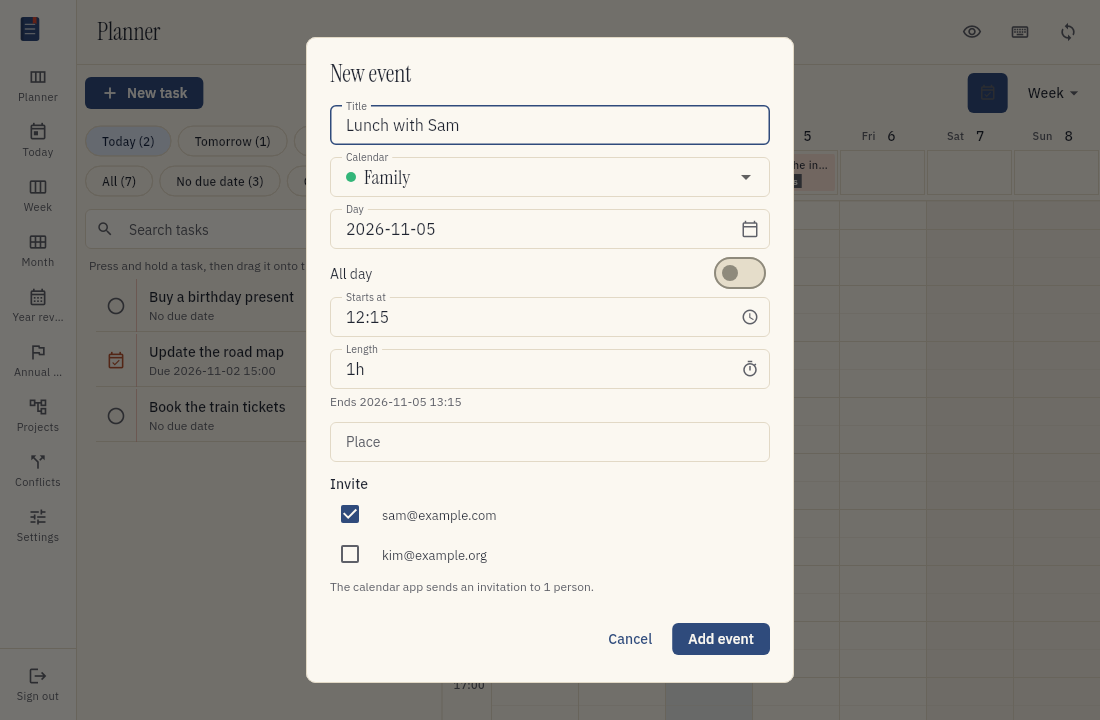 Planner
Planner
Today
Week
Month
Year rev...
Annual ...
Projects
Conflicts
Settings
Sign out
New task
Week
Today (2)
Tomorrow (1)
All (7)
No due date (3)
Search tasks
Press and hold a task, then drag it onto t
Buy a birthday present
No due date
Update the road map
Due 2026-11-02 15:00
Book the train tickets
No due date
5
Fri 6
Sat 7
Sun 8
he in...
17:00
New event
Title
Lunch with Sam
Calendar
Family
Day
2026-11-05
All day
Starts at
12:15
Length
1h
Ends 2026-11-05 13:15
Place
Invite
sam@example.com
kim@example.org
The calendar app sends an invitation to 1 person.
Cancel
Add event